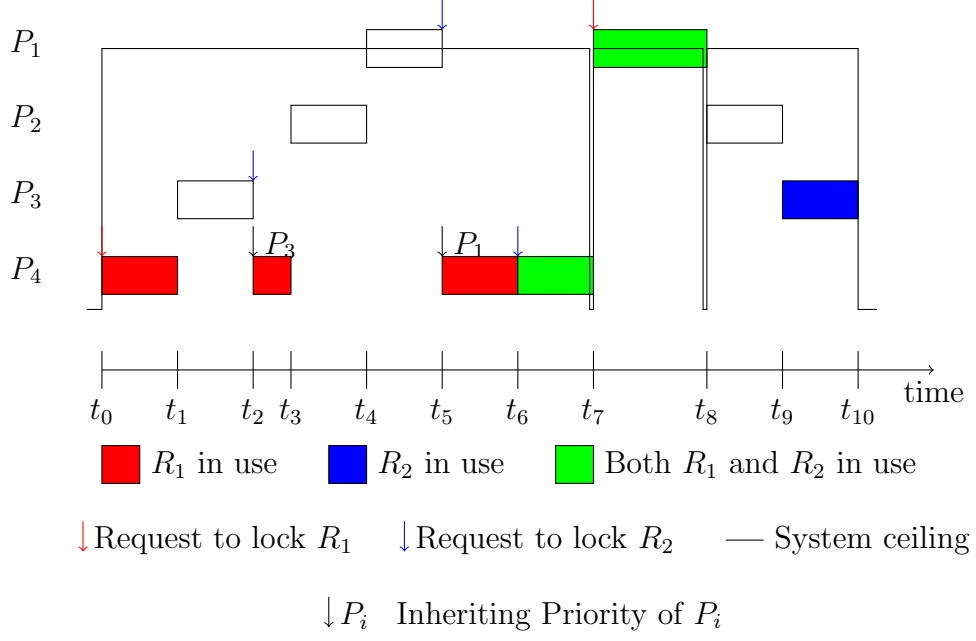 P1
P2
P3
P3
P1
P4
time
t0 t1 t2 t3 t4 t5 t6 t7 t8 t9 t10
R1 in use R2 in use Both R1 and R2 in use
Request to lock R1 Request to lock R2 System ceiling
Pi Inheriting Priority of Pi